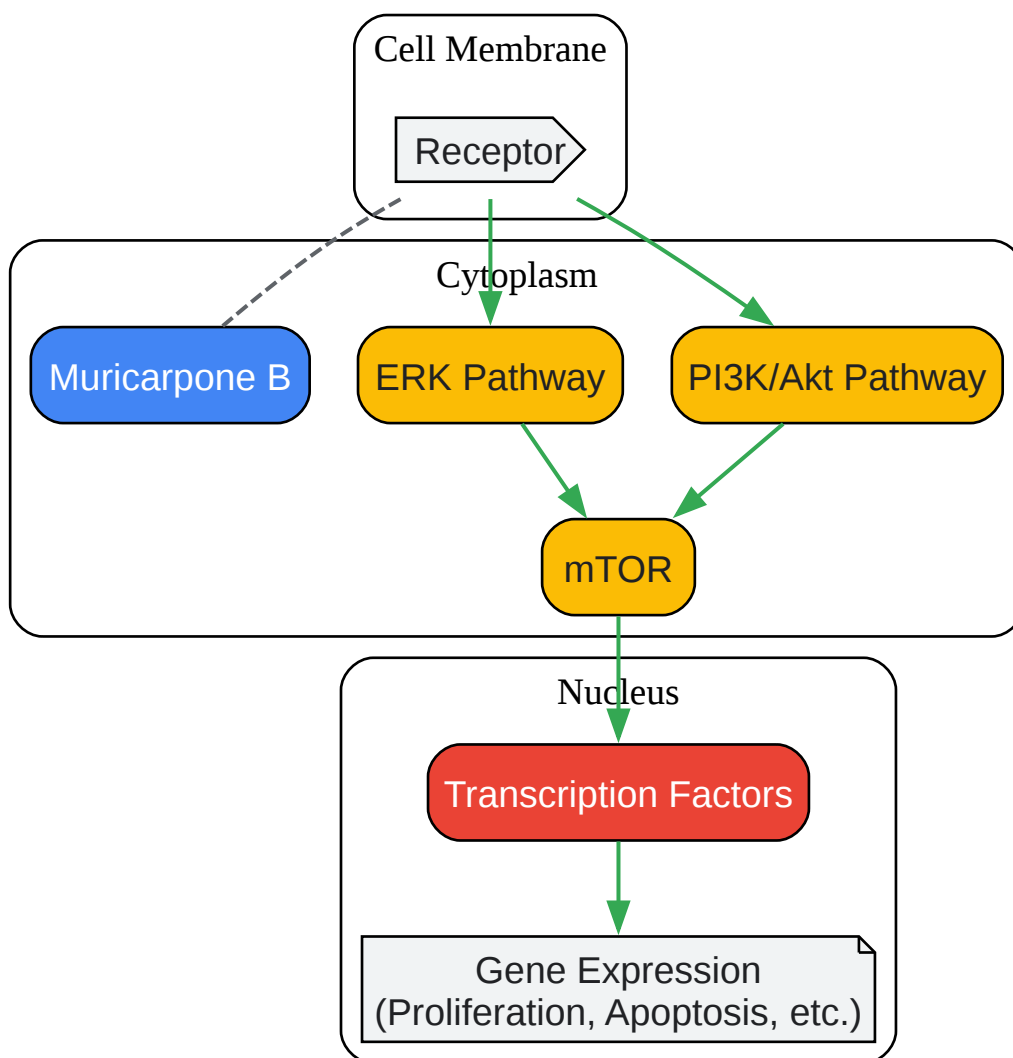 Cell Membrane
Receptor
Cytoplasm
Muricarpone B
ERK Pathway
PI3K/Akt Pathway
mTOR
Nucleus
Transcription Factors
Gene Expression
(Proliferation, Apoptosis, etc.)